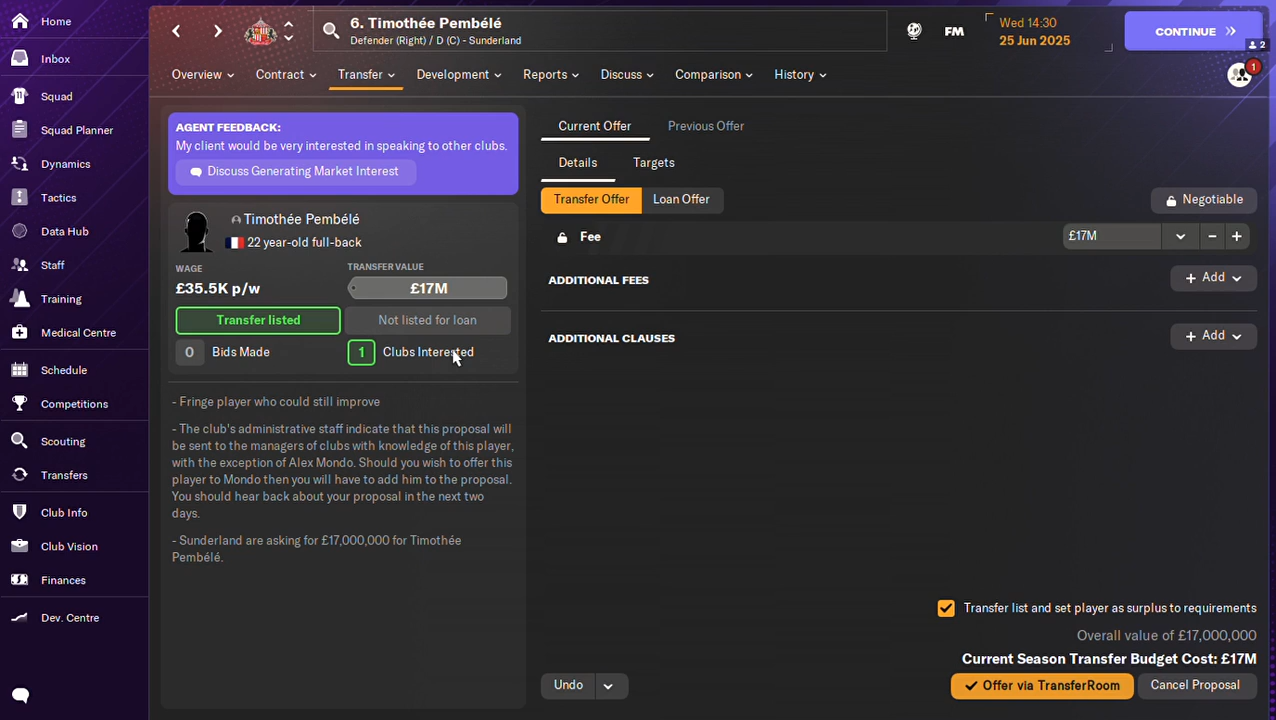 Home
Inbox
Squad
Squad Planner
Dynamics
Tactics
Data Hub
Staff
Training
Medical Centre
Schedule
Competitions
Scouting
Transfers
Club Info
Club Vision
Finances
Dev. Centre
6. Timothée Pembélé
Defender (Right) / D (C) - Sunderland
FM
Wed 14:30
25 Jun 2025
CONTINUE
2
Overview
Contract
Transfer
Development
Reports
Discuss
Comparison
History
1
AGENT FEEDBACK:
My client would be very interested in speaking to other clubs.
Discuss Generating Market Interest
Timothée Pembélé
22 year-old full-back
WAGE
£35.5K p/w
TRANSFER VALUE
£17M
Transfer listed
Not listed for loan
0 Bids Made
1 Clubs Interested
- Fringe player who could still improve
- The club's administrative staff indicate that this proposal will
be sent to the managers of clubs with knowledge of this player,
with the exception of Alex Mondo. Should you wish to offer this
player to Mondo then you will have to add him to the proposal.
You should hear back about your proposal in the next two
days.
- Sunderland are asking for £17,000,000 for Timothée
Pembélé.
Current Offer
Previous Offer
Details
Targets
Transfer Offer
Loan Offer
Negotiable
Fee
£17M
ADDITIONAL FEES
+ Add
ADDITIONAL CLAUSES
+ Add
Transfer list and set player as surplus to requirements
Overall value of £17,000,000
Current Season Transfer Budget Cost: £17M
Undo
Offer via TransferRoom
Cancel Proposal